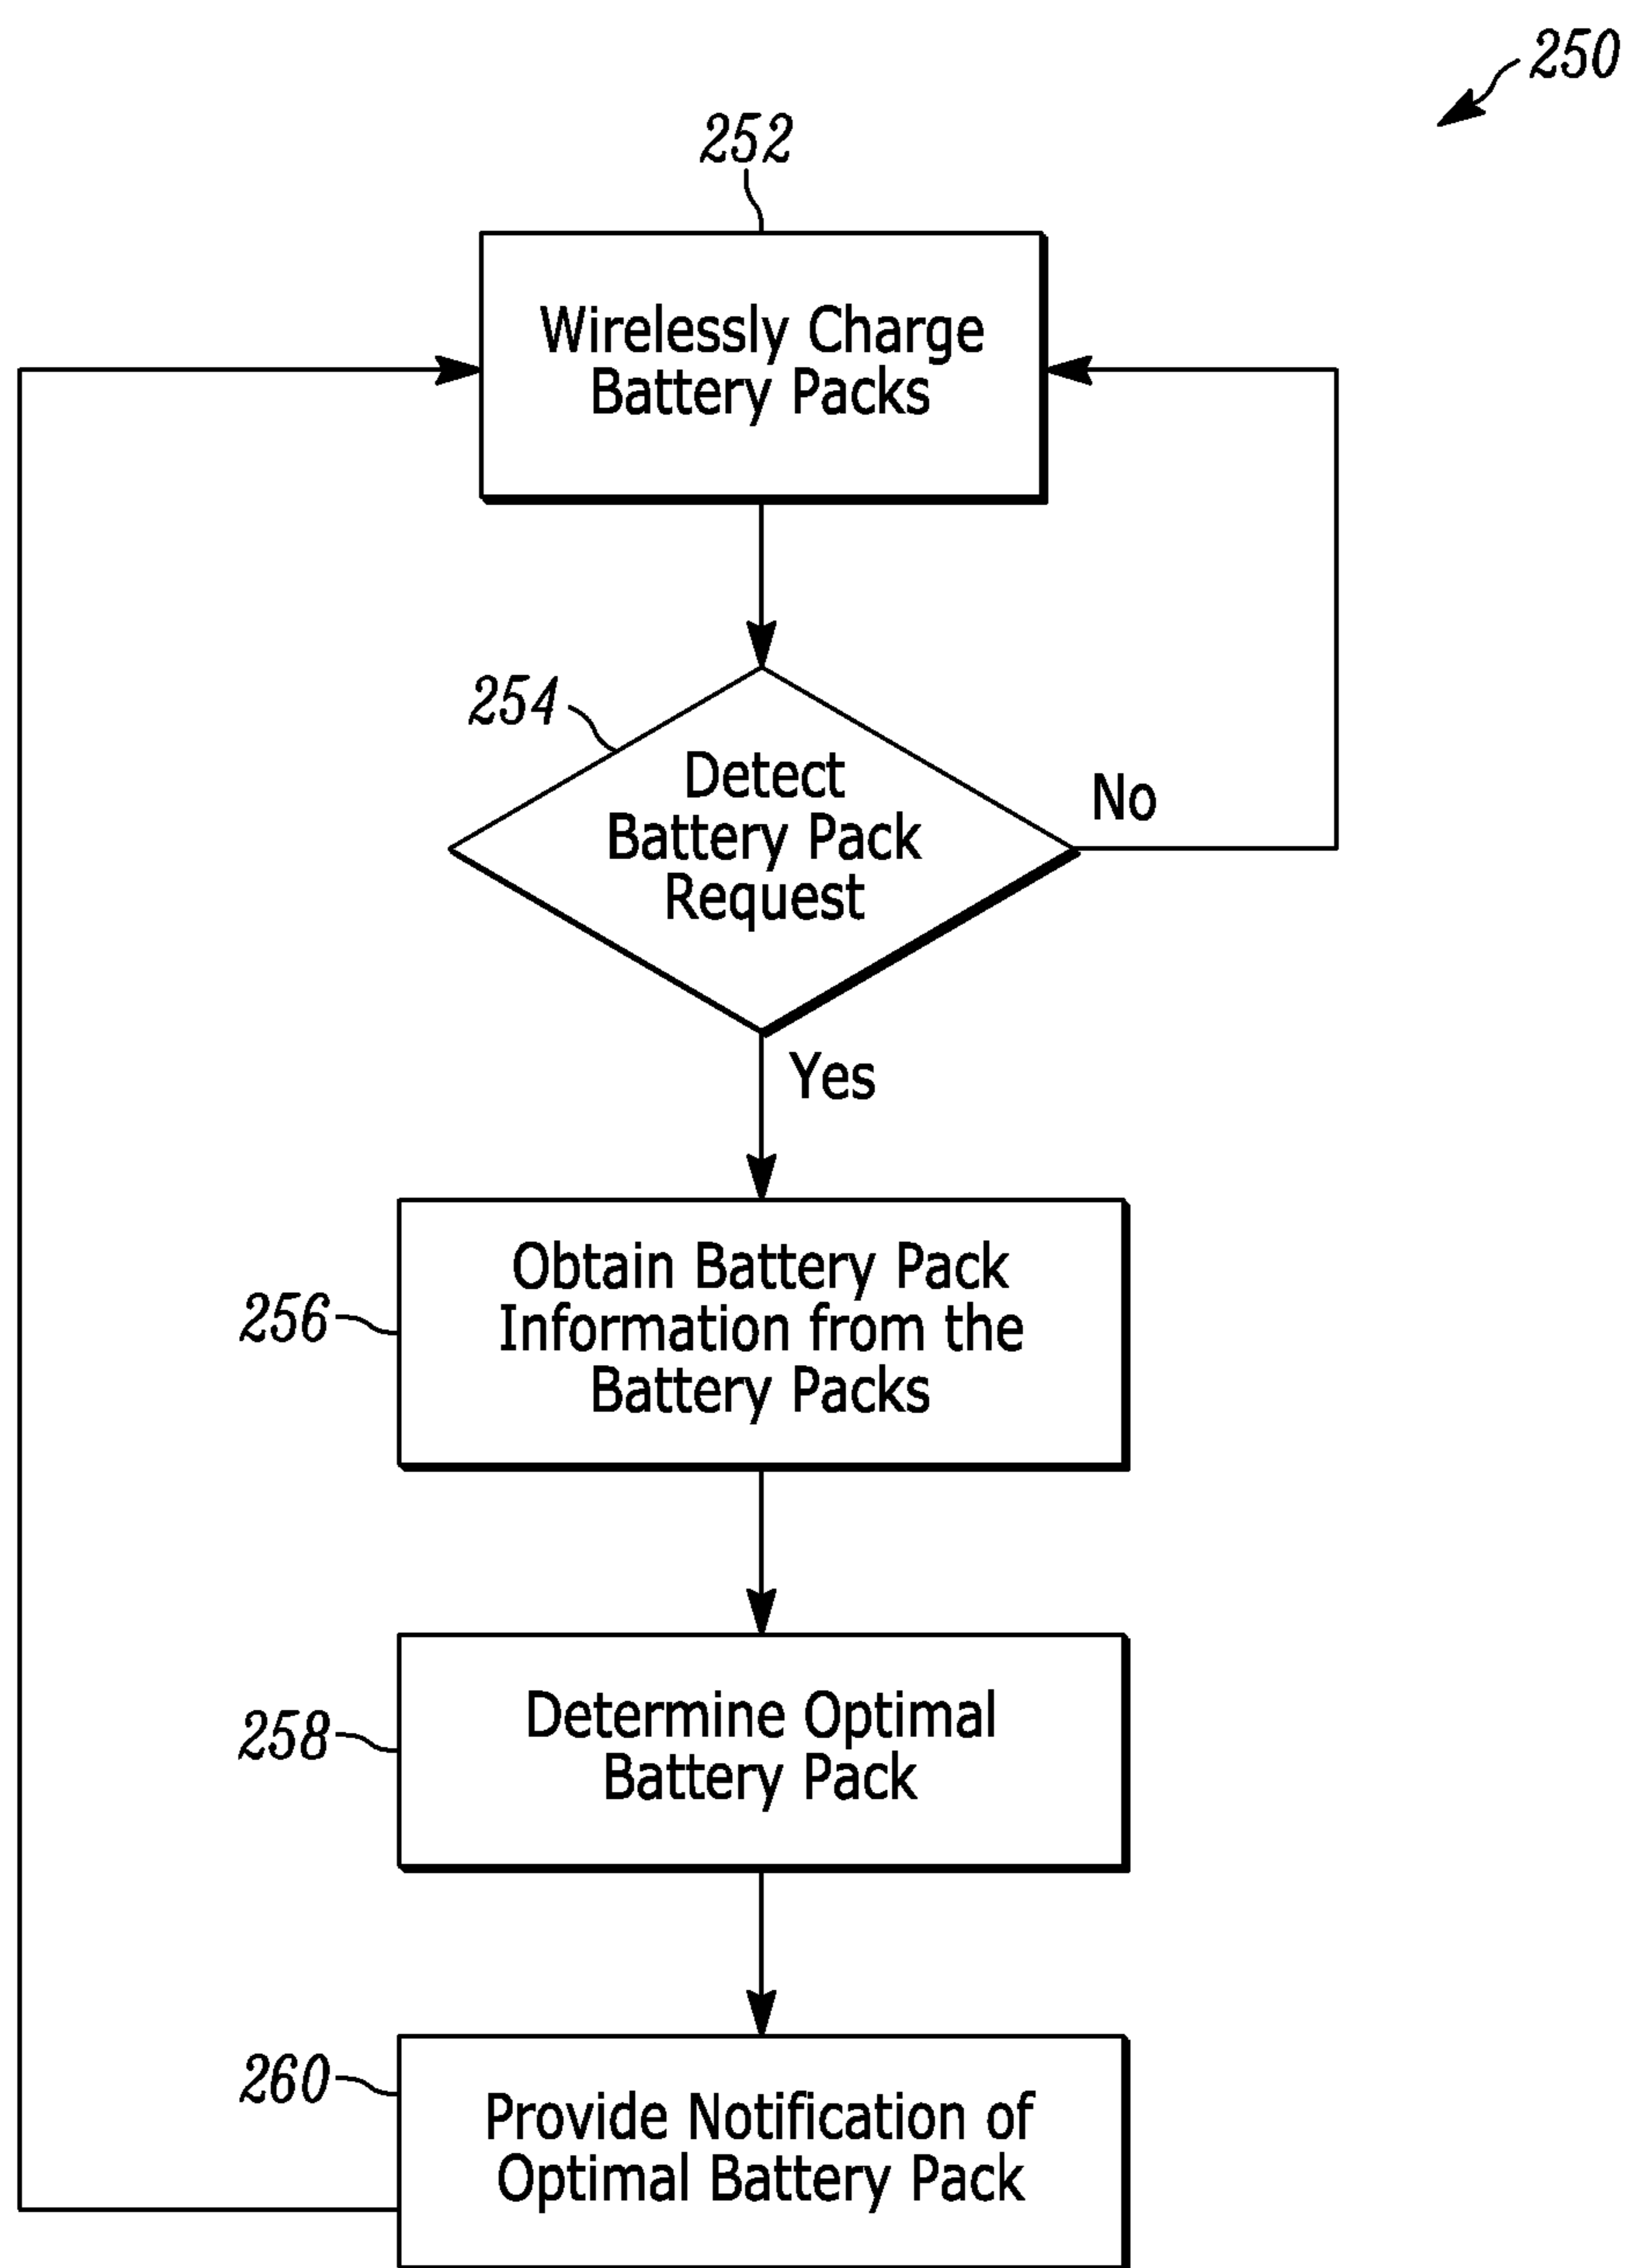 250
252
Wirelessly Charge
Battery Packs
254
Detect
Battery Pack
Request
No
Yes
256
Obtain Battery Pack
Information from the
Battery Packs
258
Determine Optimal
Battery Pack
260
Provide Notification of
Optimal Battery Pack